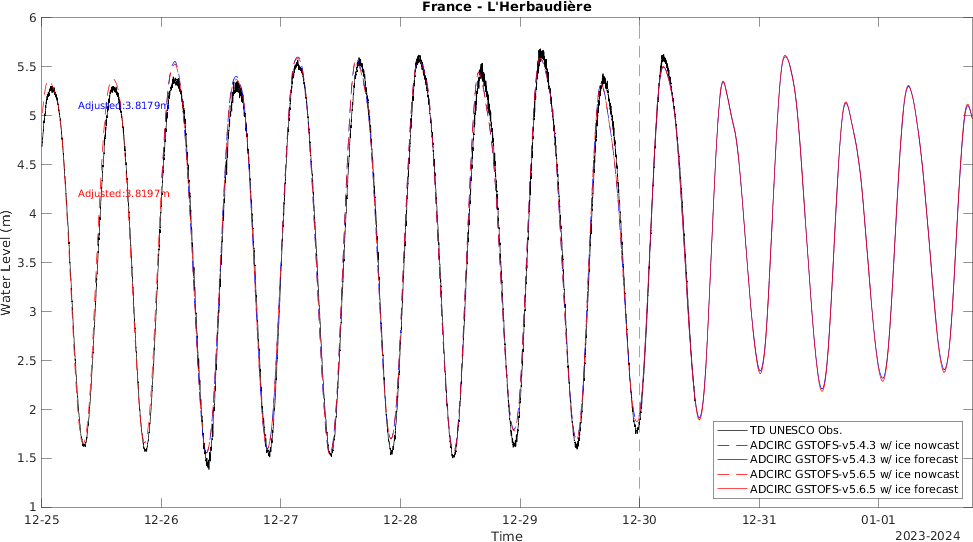 France - L'Herbaudière
6
5.5
5
4.5
4
3.5
3
2.5
2
1.5
1
Water Level (m)
Adjusted:3.8179m
Adjusted:3.8197m
TD UNESCO Obs.
ADCIRC GSTOFS-v5.4.3 w/ ice nowcast
ADCIRC GSTOFS-v5.4.3 w/ ice forecast
ADCIRC GSTOFS-v5.6.5 w/ ice nowcast
ADCIRC GSTOFS-v5.6.5 w/ ice forecast
12-25 12-26 12-27 12-28 12-29 12-30 12-31 01-01
Time
2023-2024